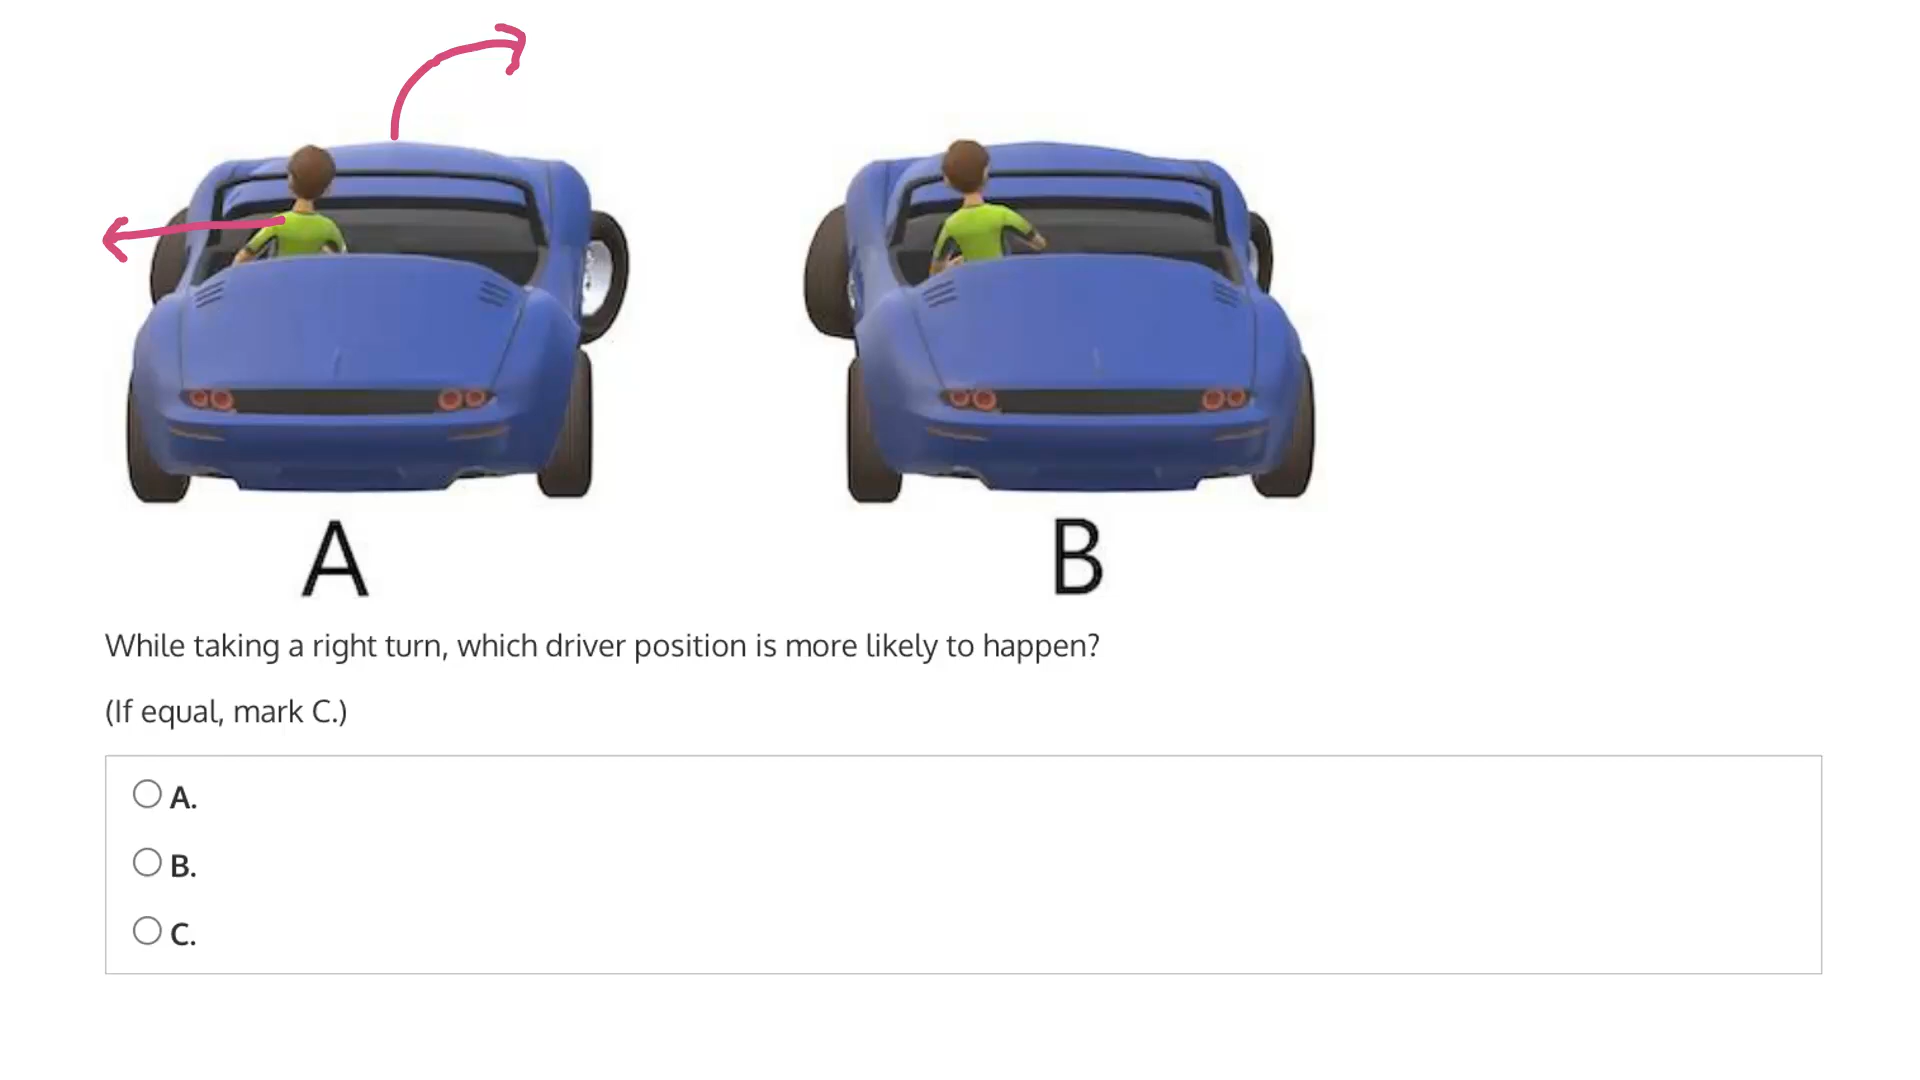 A B
While taking a right turn, which driver position is more likely to happen?
(If equal, mark C.)
A.
B.
C.